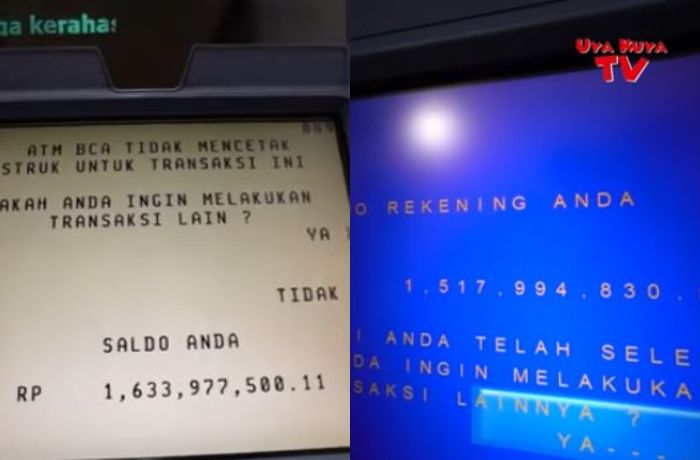 ga kerahas
089
ATM BCA TIDAK MENCETAK
STRUK UNTUK TRANSAKSI INI
AKAH ANDA INGIN MELAKUKAN
TRANSAKSI LAIN ?
YA
TIDAK
SALDO ANDA
RP 1,633,977,500.11
UYA KUYA
TV
O REKENING ANDA
1,517,994,830.
I ANDA TELAH SELE
DA INGIN MELAKUKA
SAKSI LAINNYA ?
YA---